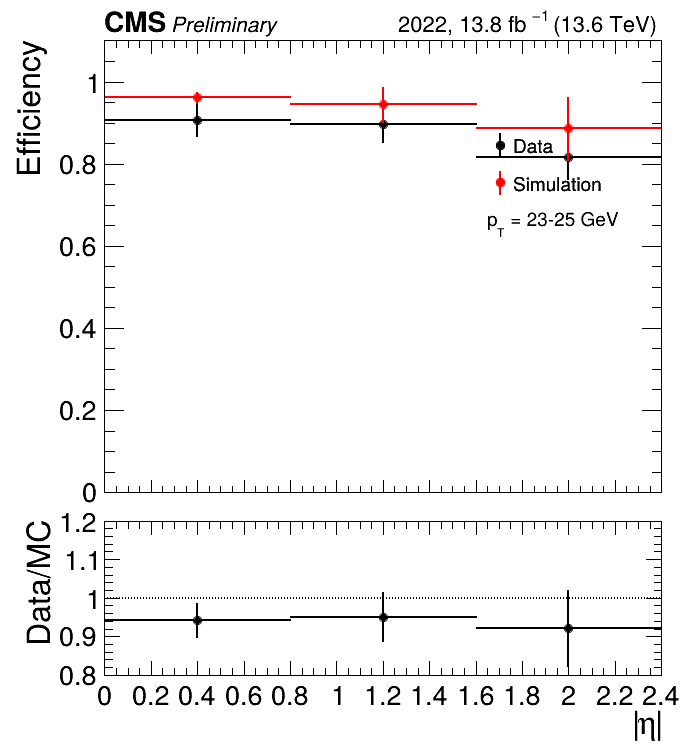 CMS Preliminary 2022, 13.8 fb⁻¹ (13.6 TeV)
Efficiency
1
0.8
0.6
0.4
0.2
0
Data
Simulation
p_T = 23-25 GeV
Data/MC
1.2
1.1
1
0.9
0.8
0 0.2 0.4 0.6 0.8 1 1.2 1.4 1.6 1.8 2 2.2 2.4
|η|